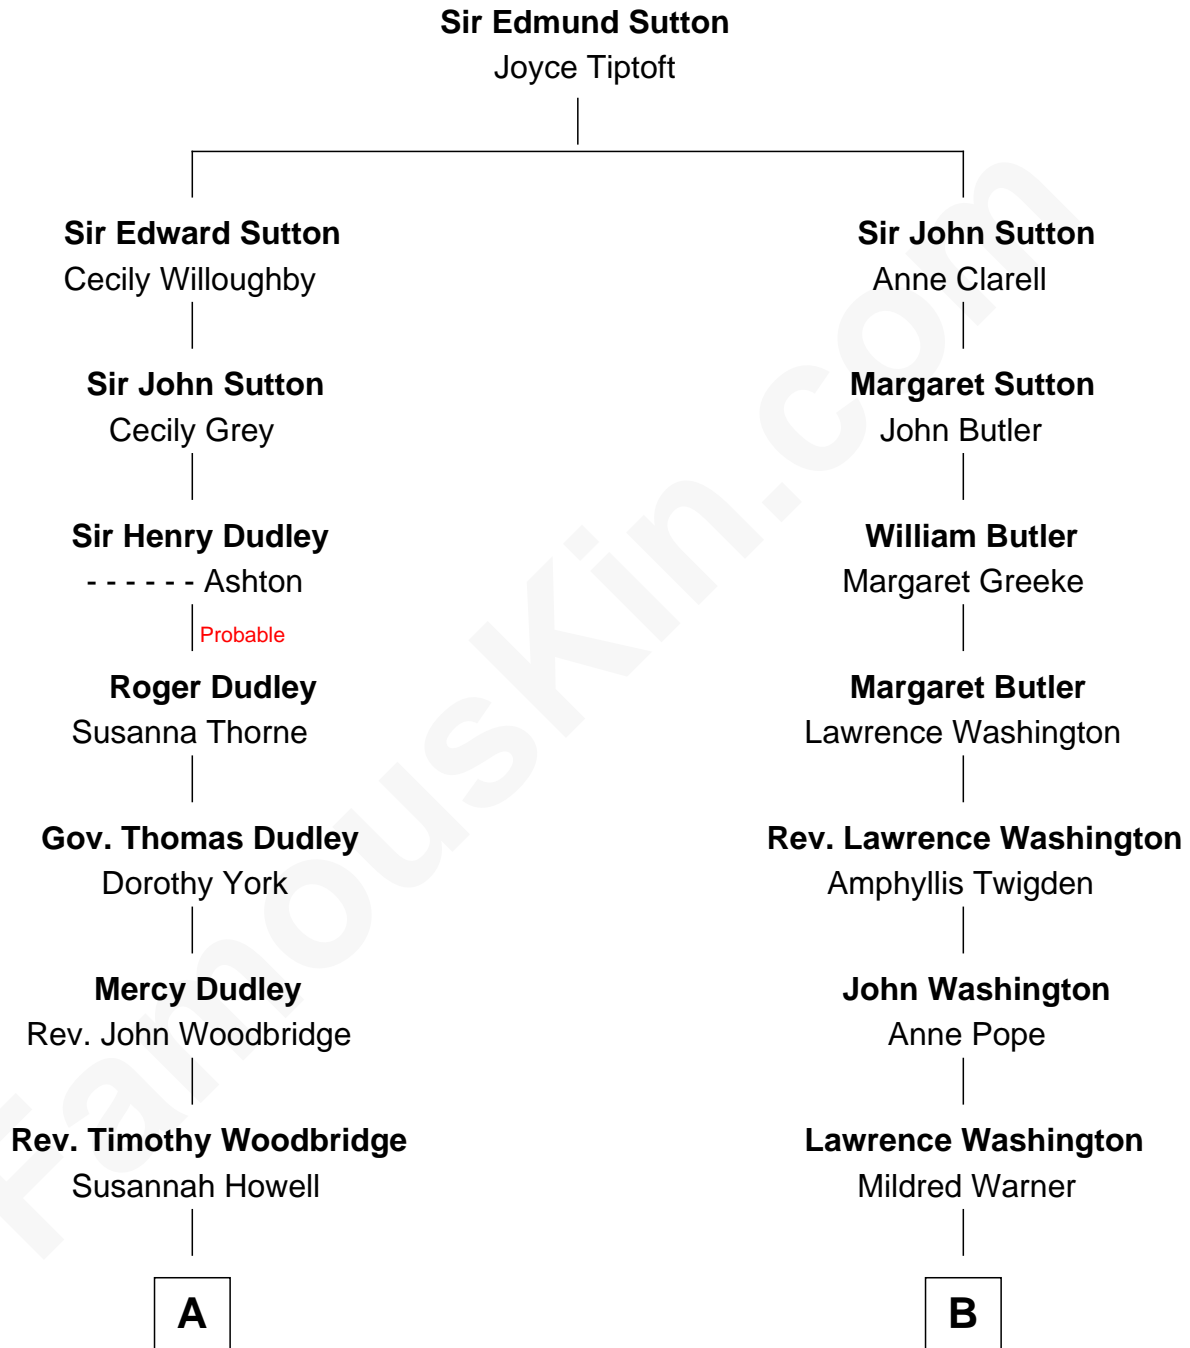 Sir Edmund Sutton
Joyce Tiptoft
Sir Edward Sutton
Cecily Willoughby
Sir John Sutton
Anne Clarell
Sir John Sutton
Cecily Grey
Margaret Sutton
John Butler
Sir Henry Dudley
- - - - - - Ashton
William Butler
Margaret Greeke
Probable
Roger Dudley
Susanna Thorne
Margaret Butler
Lawrence Washington
Gov. Thomas Dudley
Dorothy York
Rev. Lawrence Washington
Amphyllis Twigden
Mercy Dudley
Rev. John Woodbridge
John Washington
Anne Pope
Rev. Timothy Woodbridge
Susannah Howell
Lawrence Washington
Mildred Warner
A
B
FamousKin.com